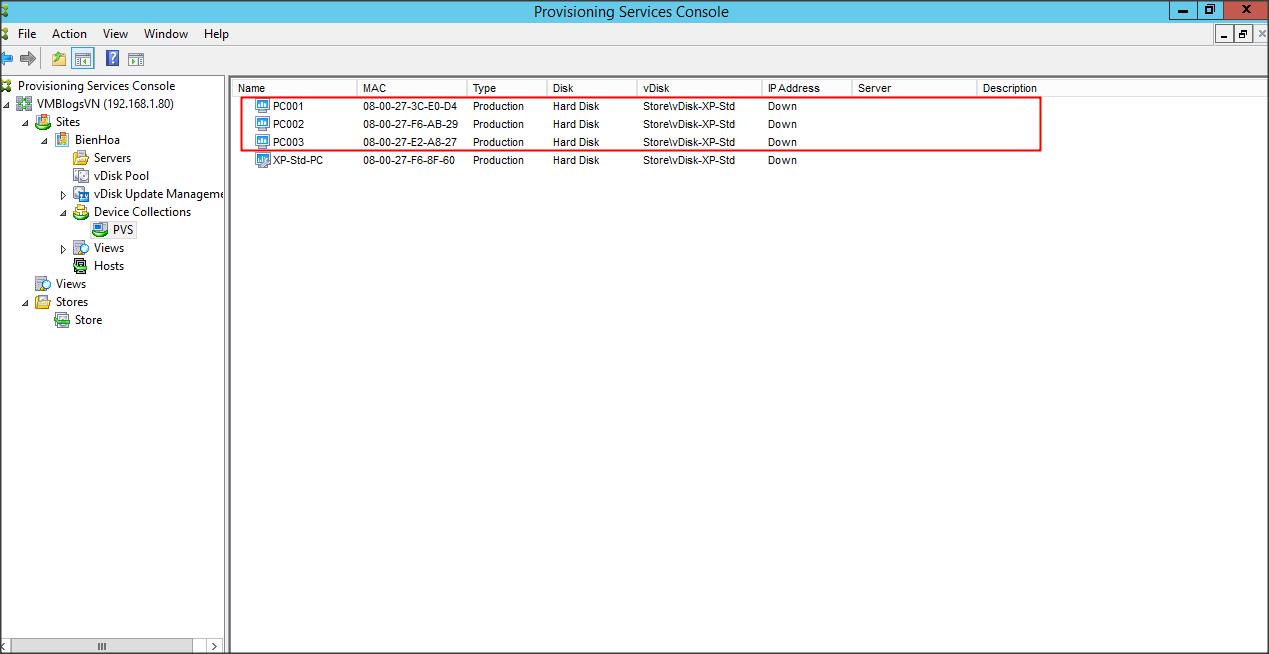 Provisioning Services Console
File Action View Window Help
Provisioning Services Console
VMBlogsVN (192.168.1.80)
Sites
BienHoa
Servers
vDisk Pool
vDisk Update Manageme
Device Collections
PVS
Views
Hosts
Views
Stores
Store
Name MAC Type Disk vDisk IP Address Server Description
PC001 08-00-27-3C-E0-D4 Production Hard Disk Store\vDisk-XP-Std Down
PC002 08-00-27-F6-AB-29 Production Hard Disk Store\vDisk-XP-Std Down
PC003 08-00-27-E2-A8-27 Production Hard Disk Store\vDisk-XP-Std Down
XP-Std-PC 08-00-27-F6-8F-60 Production Hard Disk Store\vDisk-XP-Std Down